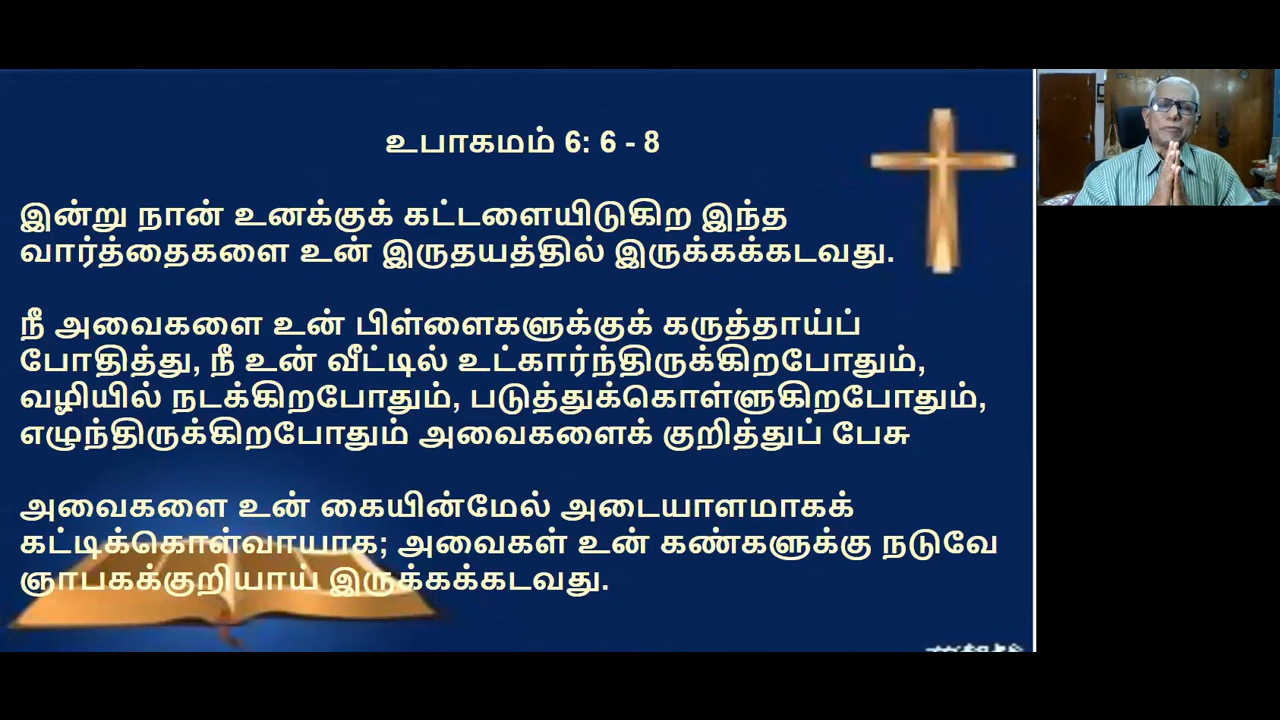 உபாகமம் 6: 6 - 8
இன்று நான் உனக்குக் கட்டளையிடுகிற இந்த
வார்த்தைகளை உன் இருதயத்தில் இருக்கக்கடவது.
நீ அவைகளை உன் பிள்ளைகளுக்குக் கருத்தாய்ப்
போதித்து, நீ உன் வீட்டில் உட்கார்ந்திருக்கிறபோதும்,
வழியில் நடக்கிறபோதும், படுத்துக்கொள்ளுகிறபோதும்,
எழுந்திருக்கிறபோதும் அவைகளைக் குறித்துப் பேசு
அவைகளை உன் கையின்மேல் அடையாளமாகக்
கட்டிக்கொள்வாயாக; அவைகள் உன் கண்களுக்கு நடுவே
ஞாபகக்குறியாய் இருக்கக்கடவது.